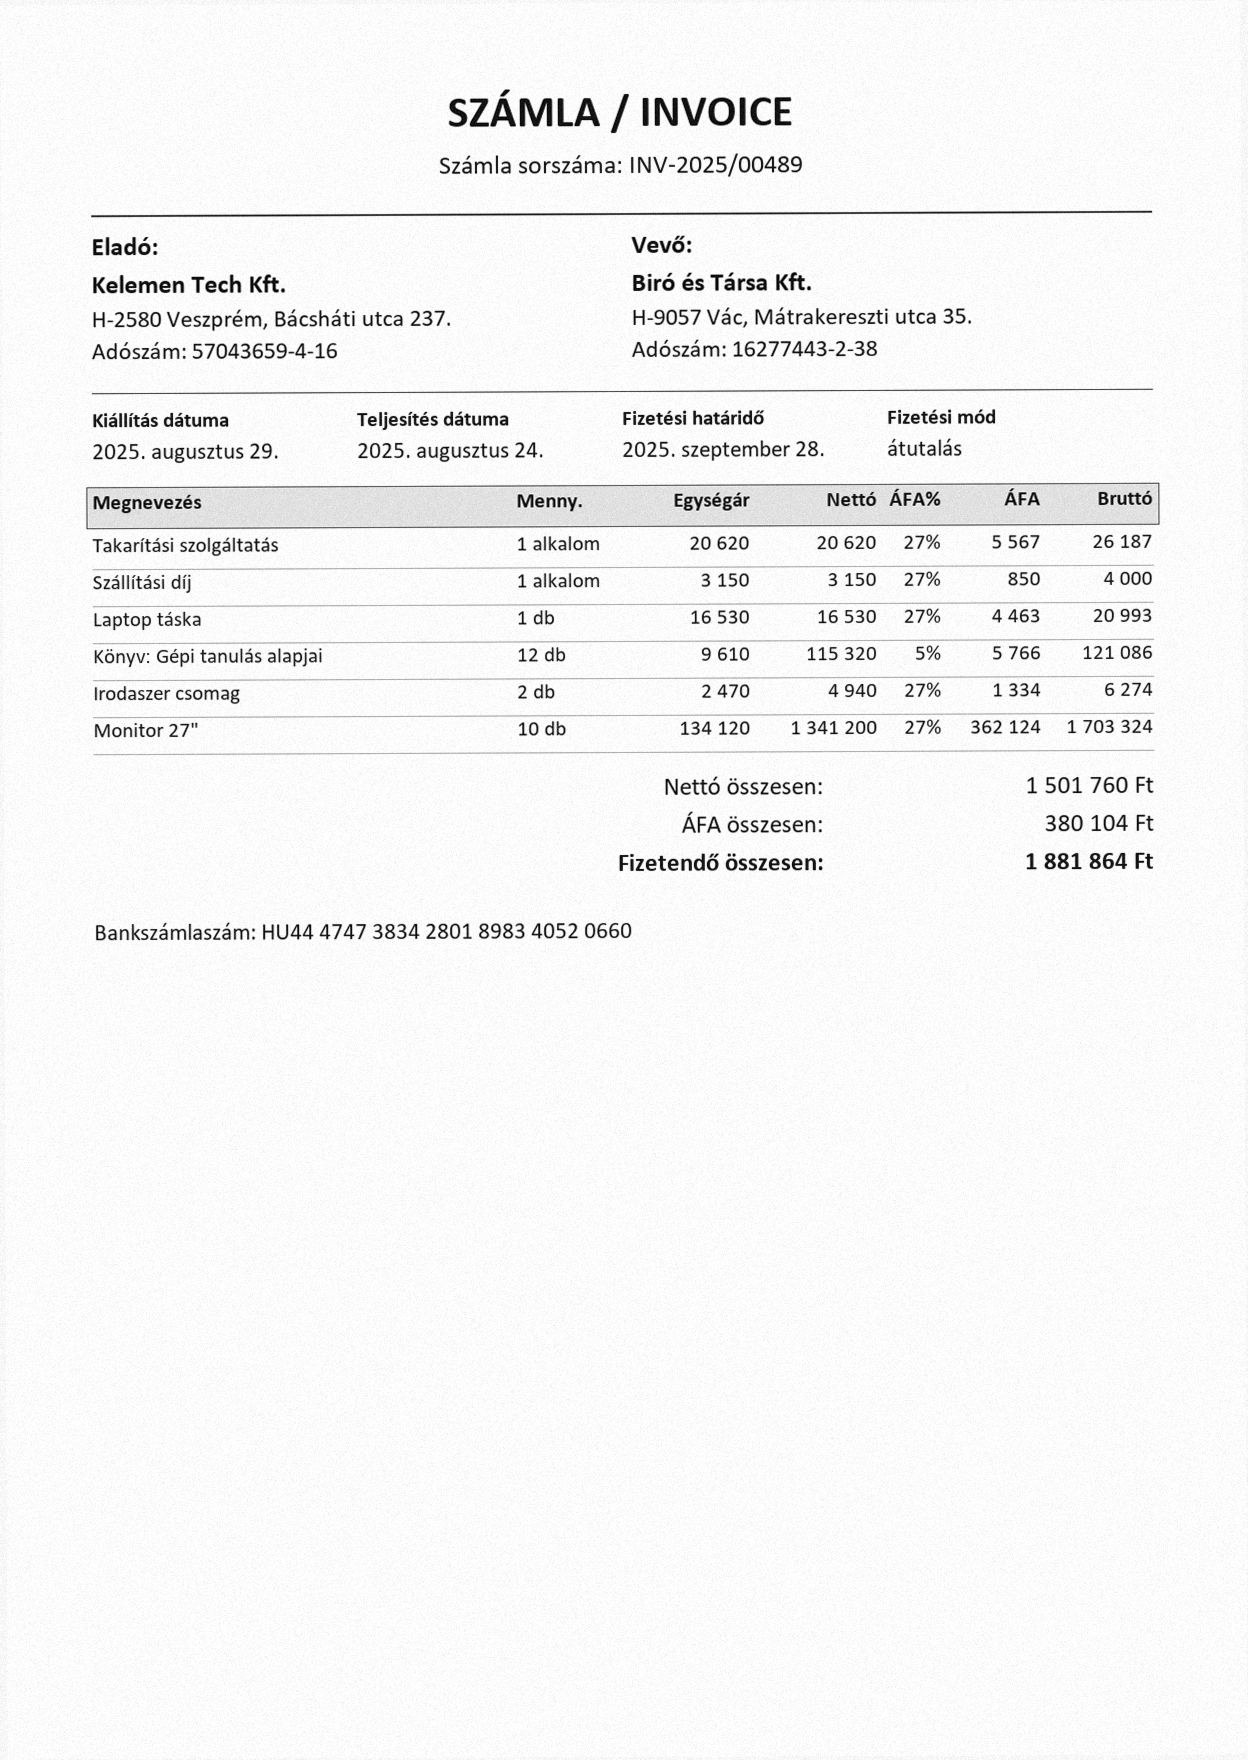 SZÁMLA / INVOICE
Számla sorszáma: INV-2025/00489
Eladó:
Kelemen Tech Kft.
H-2580 Veszprém, Bácsháti utca 237.
Adószám: 57043659-4-16
Vevő:
Biró és Társa Kft.
H-9057 Vác, Mátrakereszti utca 35.
Adószám: 16277443-2-38
Kiállítás dátuma Teljesítés dátuma Fizetési határidő Fizetési mód
2025. augusztus 29. 2025. augusztus 24. 2025. szeptember 28. átutalás
Megnevezés Menny. Egységár Nettó ÁFA% ÁFA Bruttó
Takarítási szolgáltatás 1 alkalom 20 620 20 620 27% 5 567 26 187
Szállítási díj 1 alkalom 3 150 3 150 27% 850 4 000
Laptop táska 1 db 16 530 16 530 27% 4 463 20 993
Könyv: Gépi tanulás alapjai 12 db 9 610 115 320 5% 5 766 121 086
Irodaszer csomag 2 db 2 470 4 940 27% 1 334 6 274
Monitor 27" 10 db 134 120 1 341 200 27% 362 124 1 703 324
Nettó összesen: 1 501 760 Ft
ÁFA összesen: 380 104 Ft
Fizetendő összesen: 1 881 864 Ft
Bankszámlaszám: HU44 4747 3834 2801 8983 4052 0660